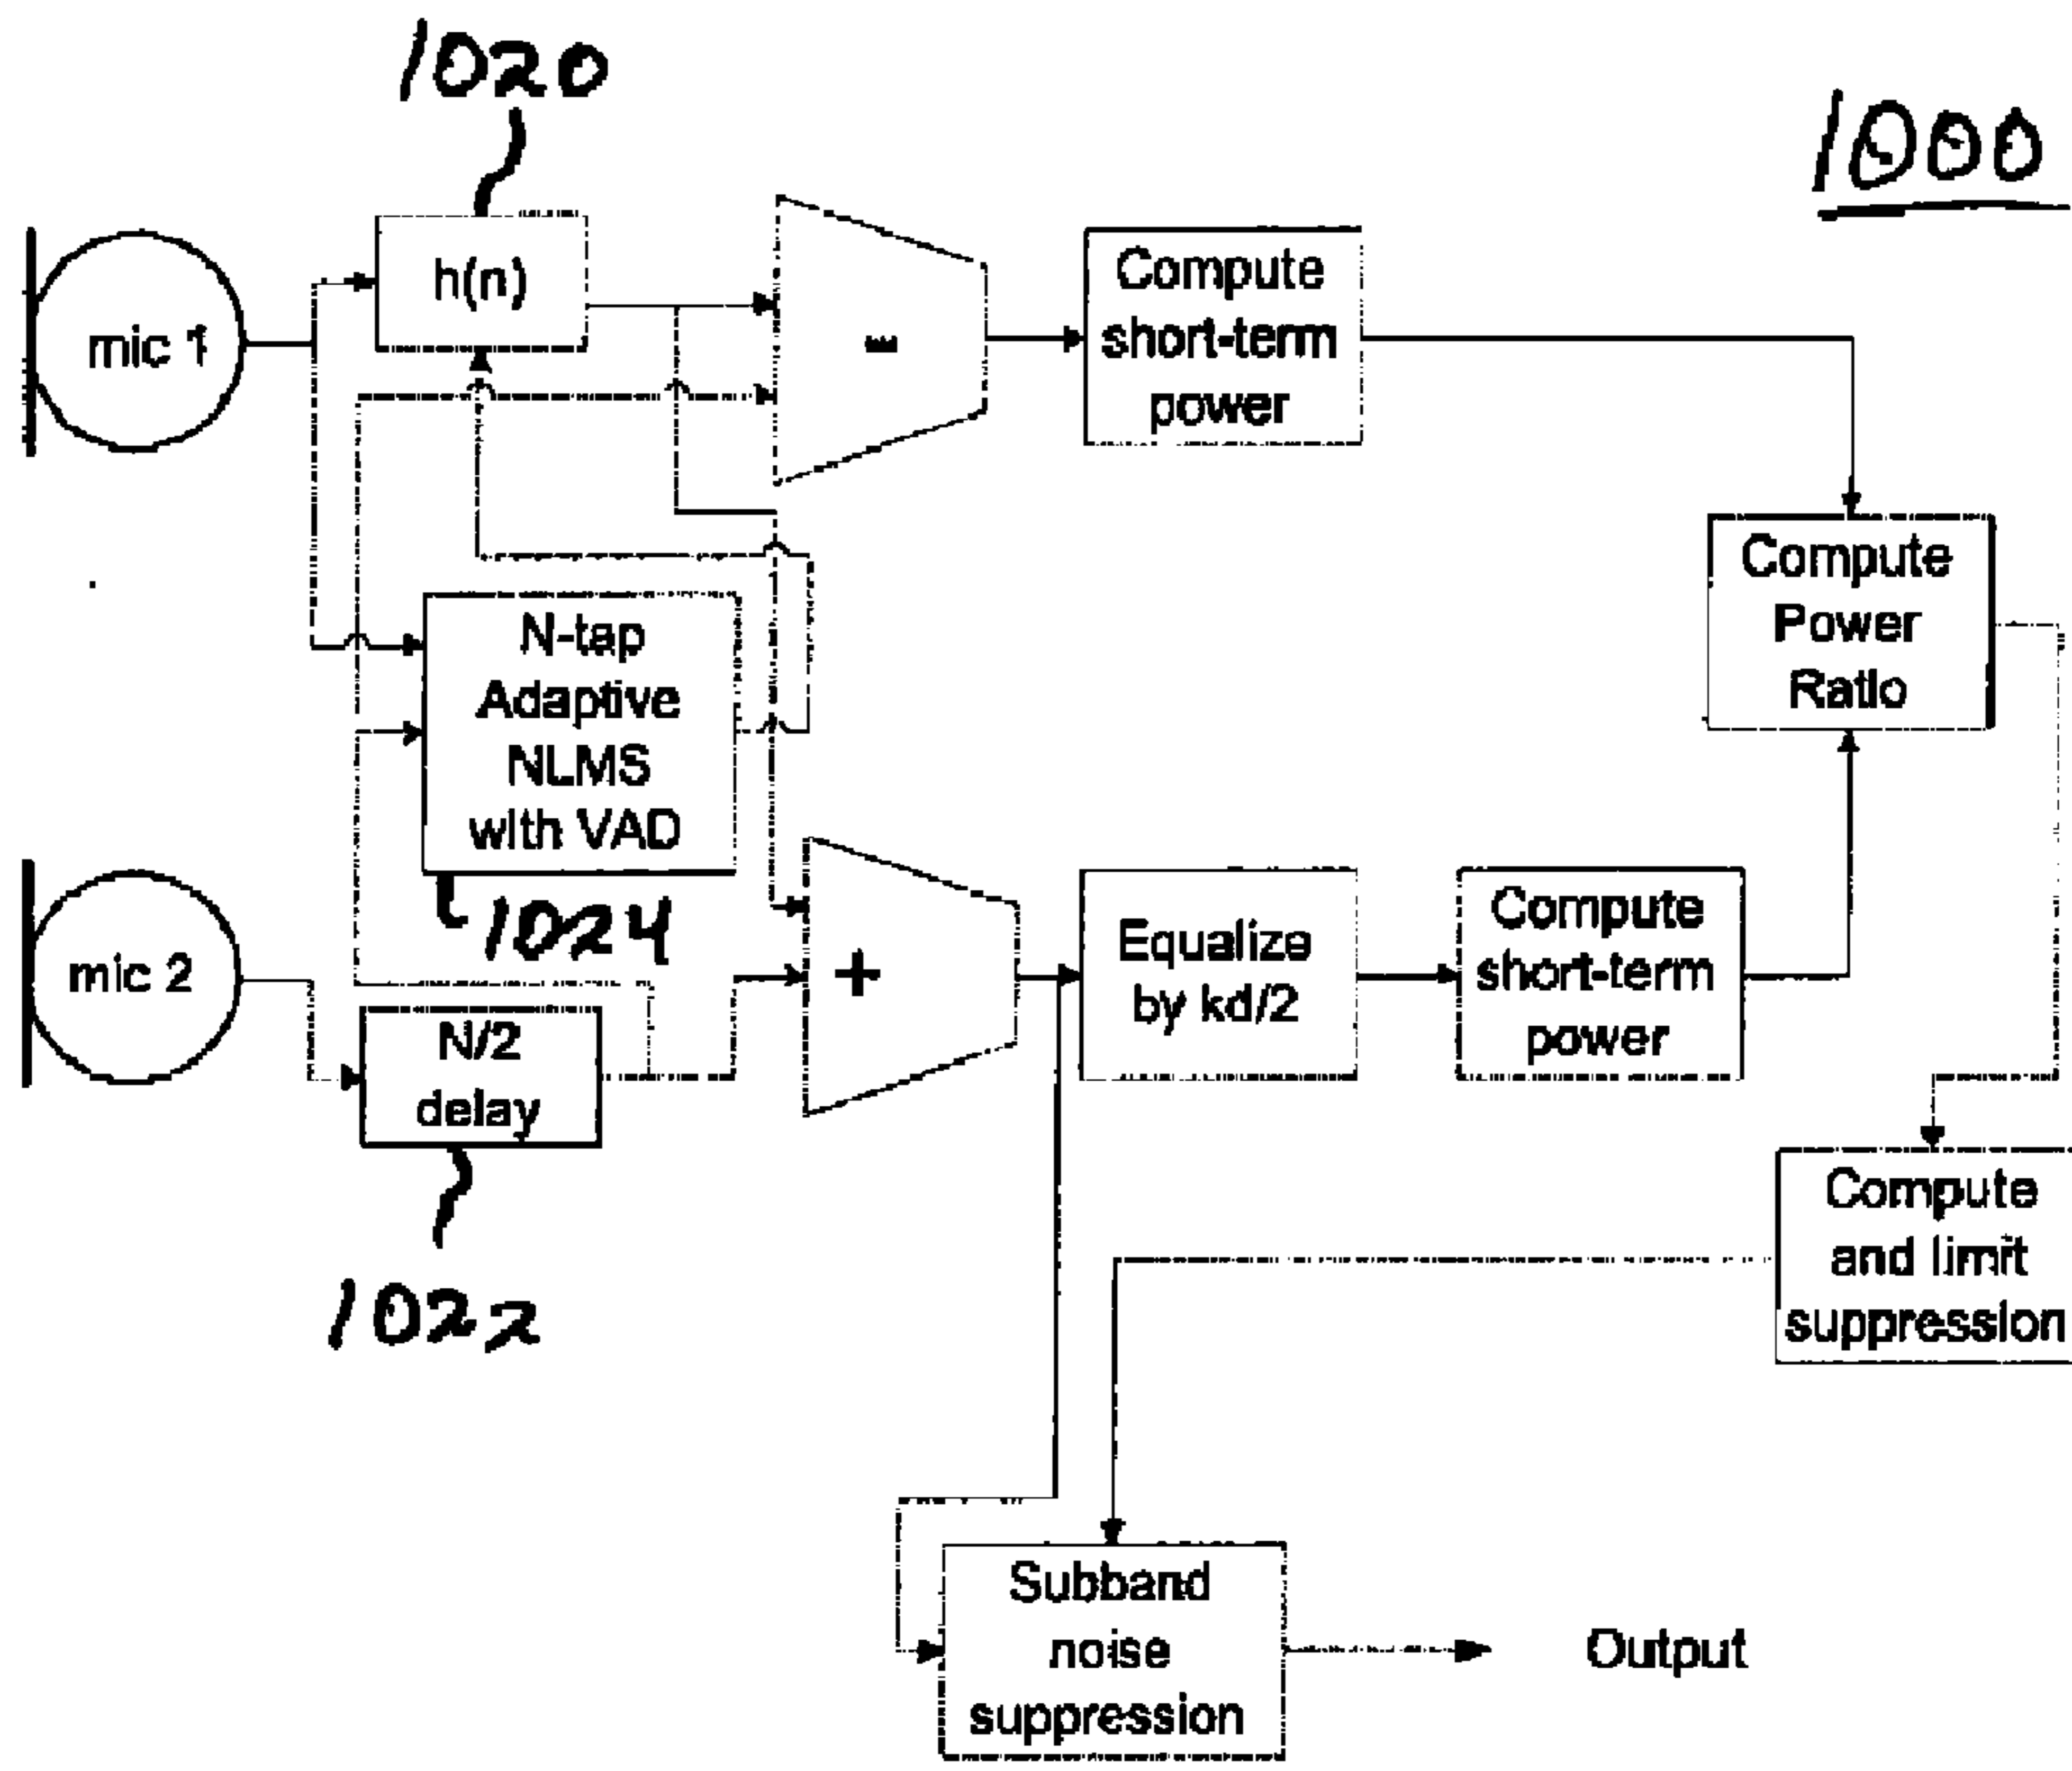 1020
1000
mic 1
h(n)
-
Compute
short-term
power
Compute
Power
Ratio
N-tap
Adaptive
NLMS
with VAD
1024
mic 2
N/2
delay
1022
+
Equalize
by kd/2
Compute
short-term
power
Compute
and limit
suppression
Subband
noise
suppression
Output